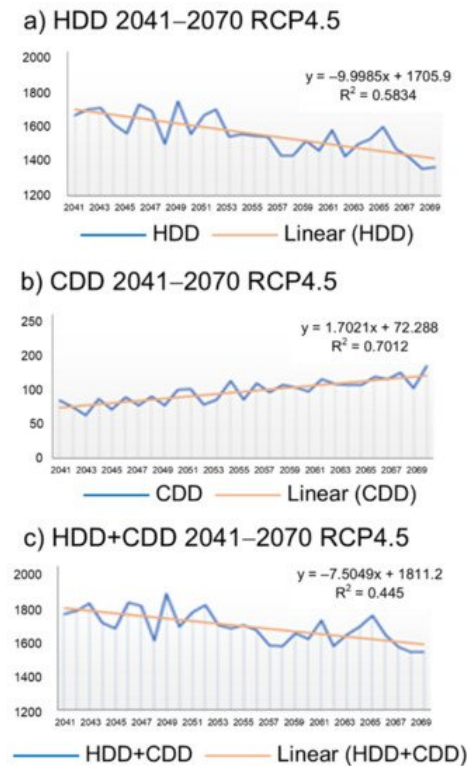 a) HDD 2041–2070 RCP4.5
2000
1800
1600
1400
1200
y = –9.9985x + 1705.9
R² = 0.5834
2041 2043 2045 2047 2049 2051 2053 2055 2057 2059 2061 2063 2065 2067 2069
HDD Linear (HDD)
b) CDD 2041–2070 RCP4.5
250
200
100
50
0
y = 1.7021x + 72.288
R² = 0.7012
2041 2043 2045 2047 2049 2051 2053 2055 2057 2059 2061 2063 2065 2067 2069
CDD Linear (CDD)
c) HDD+CDD 2041–2070 RCP4.5
2000
1800
1600
1400
1200
y = –7.5049x + 1811.2
R² = 0.445
2041 2043 2045 2047 2049 2051 2053 2055 2057 2059 2061 2063 2065 2067 2069
HDD+CDD Linear (HDD+CDD)